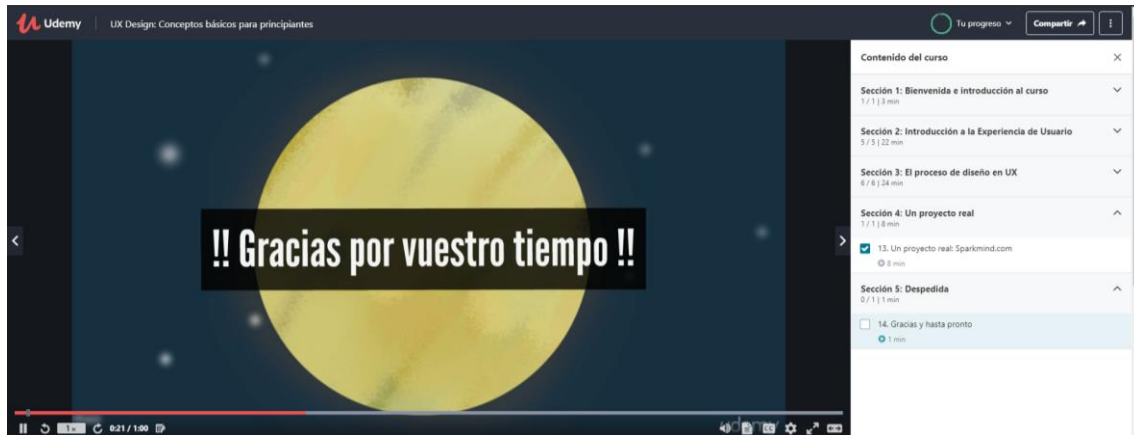 Udemy
UX Design: Conceptos básicos para principiantes
Tu progreso
Compartir
!! Gracias por vuestro tiempo !!
1x
0:21 / 1:00
udemy
Contenido del curso
Sección 1: Bienvenida e introducción al curso
1 / 1 | 3 min
Sección 2: Introducción a la Experiencia de Usuario
5 / 5 | 22 min
Sección 3: El proceso de diseño en UX
6 / 6 | 24 min
Sección 4: Un proyecto real
1 / 1 | 8 min
13. Un proyecto real: Sparkmind.com
8 min
Sección 5: Despedida
0 / 1 | 1 min
14. Gracias y hasta pronto
1 min